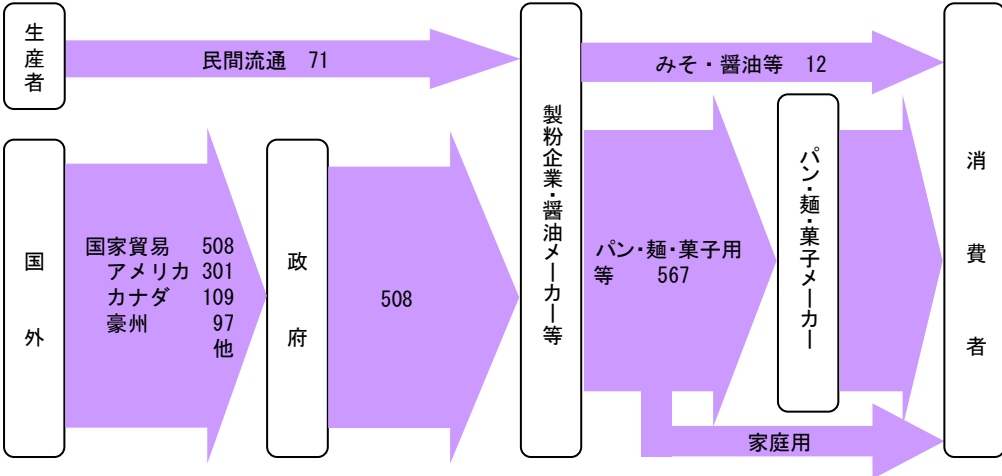 生産者
民間流通　71
国外
国家貿易　508
アメリカ 301
カナダ 109
豪州 97
他
政府
508
製粉企業・醤油メーカー等
みそ・醤油等　12
パン・麺・菓子用
等　567
パン・麺・菓子メーカー
家庭用
消費者